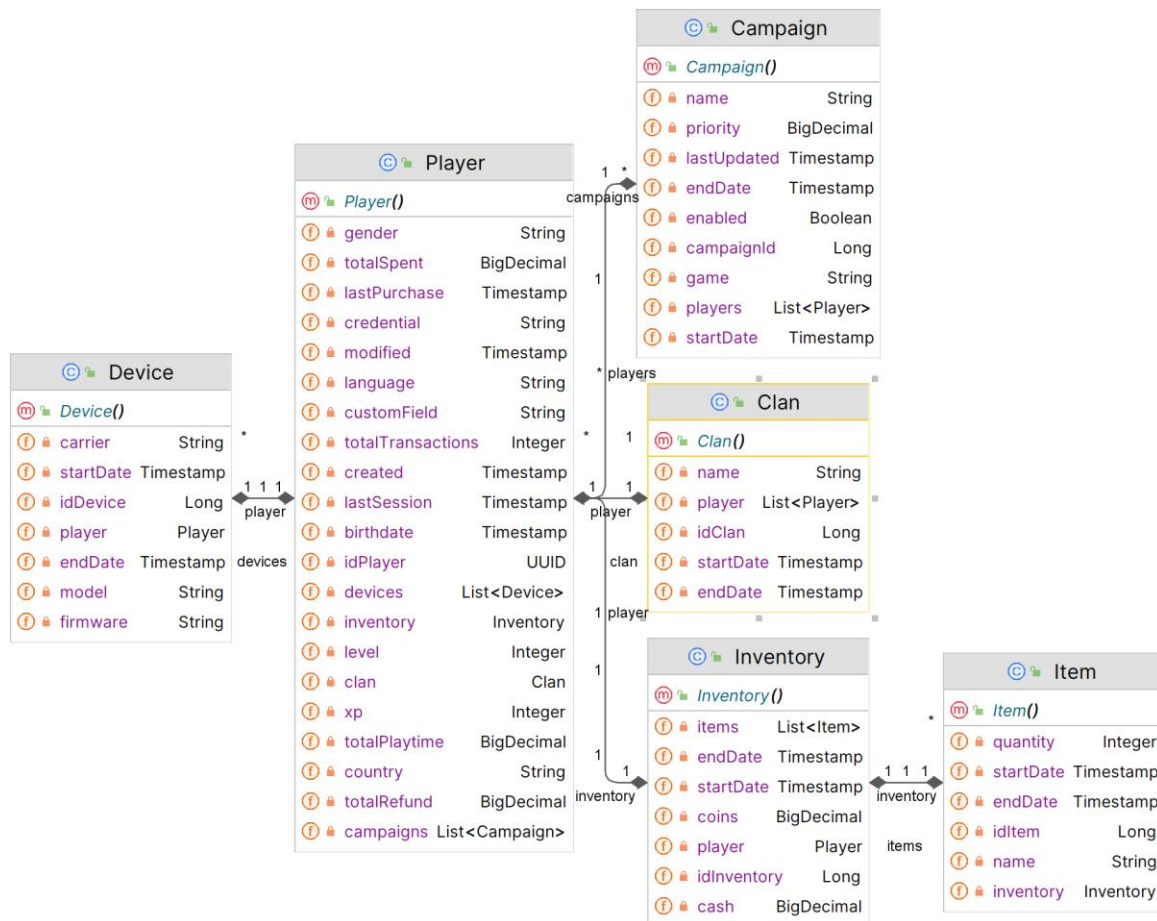 Campaign
Campaign()
name String
priority BigDecimal
lastUpdated Timestamp
endDate Timestamp
enabled Boolean
campaignId Long
game String
players List<Player>
startDate Timestamp
Player
Player()
gender String
totalSpent BigDecimal
lastPurchase Timestamp
credential String
modified Timestamp
language String
customField String
totalTransactions Integer
created Timestamp
lastSession Timestamp
birthdate Timestamp
idPlayer UUID
devices List<Device>
inventory Inventory
level Integer
clan Clan
xp Integer
totalPlaytime BigDecimal
country String
totalRefund BigDecimal
campaigns List<Campaign>
Device
Device()
carrier String
startDate Timestamp
idDevice Long
player Player
endDate Timestamp
model String
firmware String
*
1 1 1
player
devices
1 *
campaigns
1
* players
*
1
1 1
player
clan
1 player
1
1 1
inventory
Clan
Clan()
name String
player List<Player>
idClan Long
startDate Timestamp
endDate Timestamp
Inventory
Inventory()
items List<Item>
endDate Timestamp
startDate Timestamp
coins BigDecimal
player Player
idInventory Long
cash BigDecimal
*
1 1 1
inventory
items
Item
Item()
quantity Integer
startDate Timestamp
endDate Timestamp
idItem Long
name String
inventory Inventory